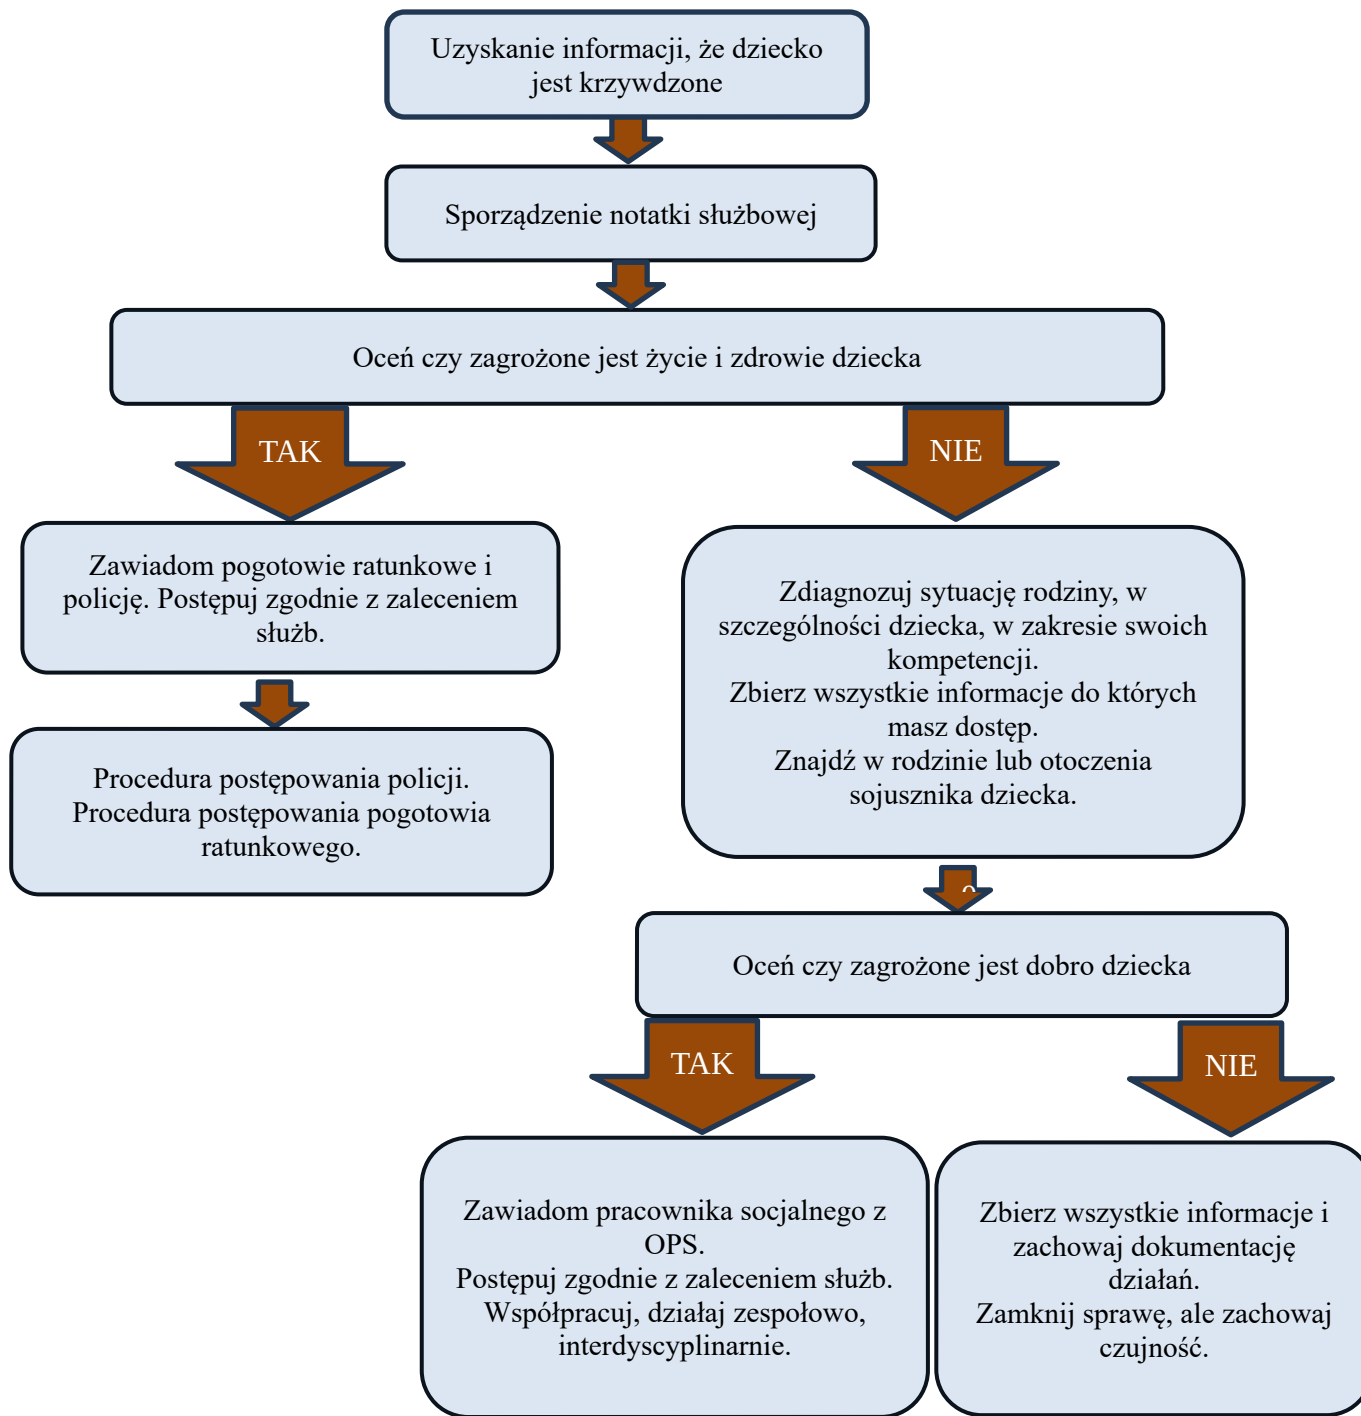 Uzyskanie informacji, że dziecko
jest krzywdzone
Sporządzenie notatki służbowej
Oceń czy zagrożone jest życie i zdrowie dziecka
TAK
NIE
Zawiadom pogotowie ratunkowe i
policję. Postępuj zgodnie z zaleceniem
służb.
Procedura postępowania policji.
Procedura postępowania pogotowia
ratunkowego.
Zdiagnozuj sytuację rodziny, w
szczególności dziecka, w zakresie swoich
kompetencji.
Zbierz wszystkie informacje do których
masz dostęp.
Znajdź w rodzinie lub otoczenia
sojusznika dziecka.
Oceń czy zagrożone jest dobro dziecka
TAK
NIE
Zawiadom pracownika socjalnego z
OPS.
Postępuj zgodnie z zaleceniem służb.
Współpracuj, działaj zespołowo,
interdyscyplinarnie.
Zbierz wszystkie informacje i
zachowaj dokumentację
działań.
Zamknij sprawę, ale zachowaj
czujność.